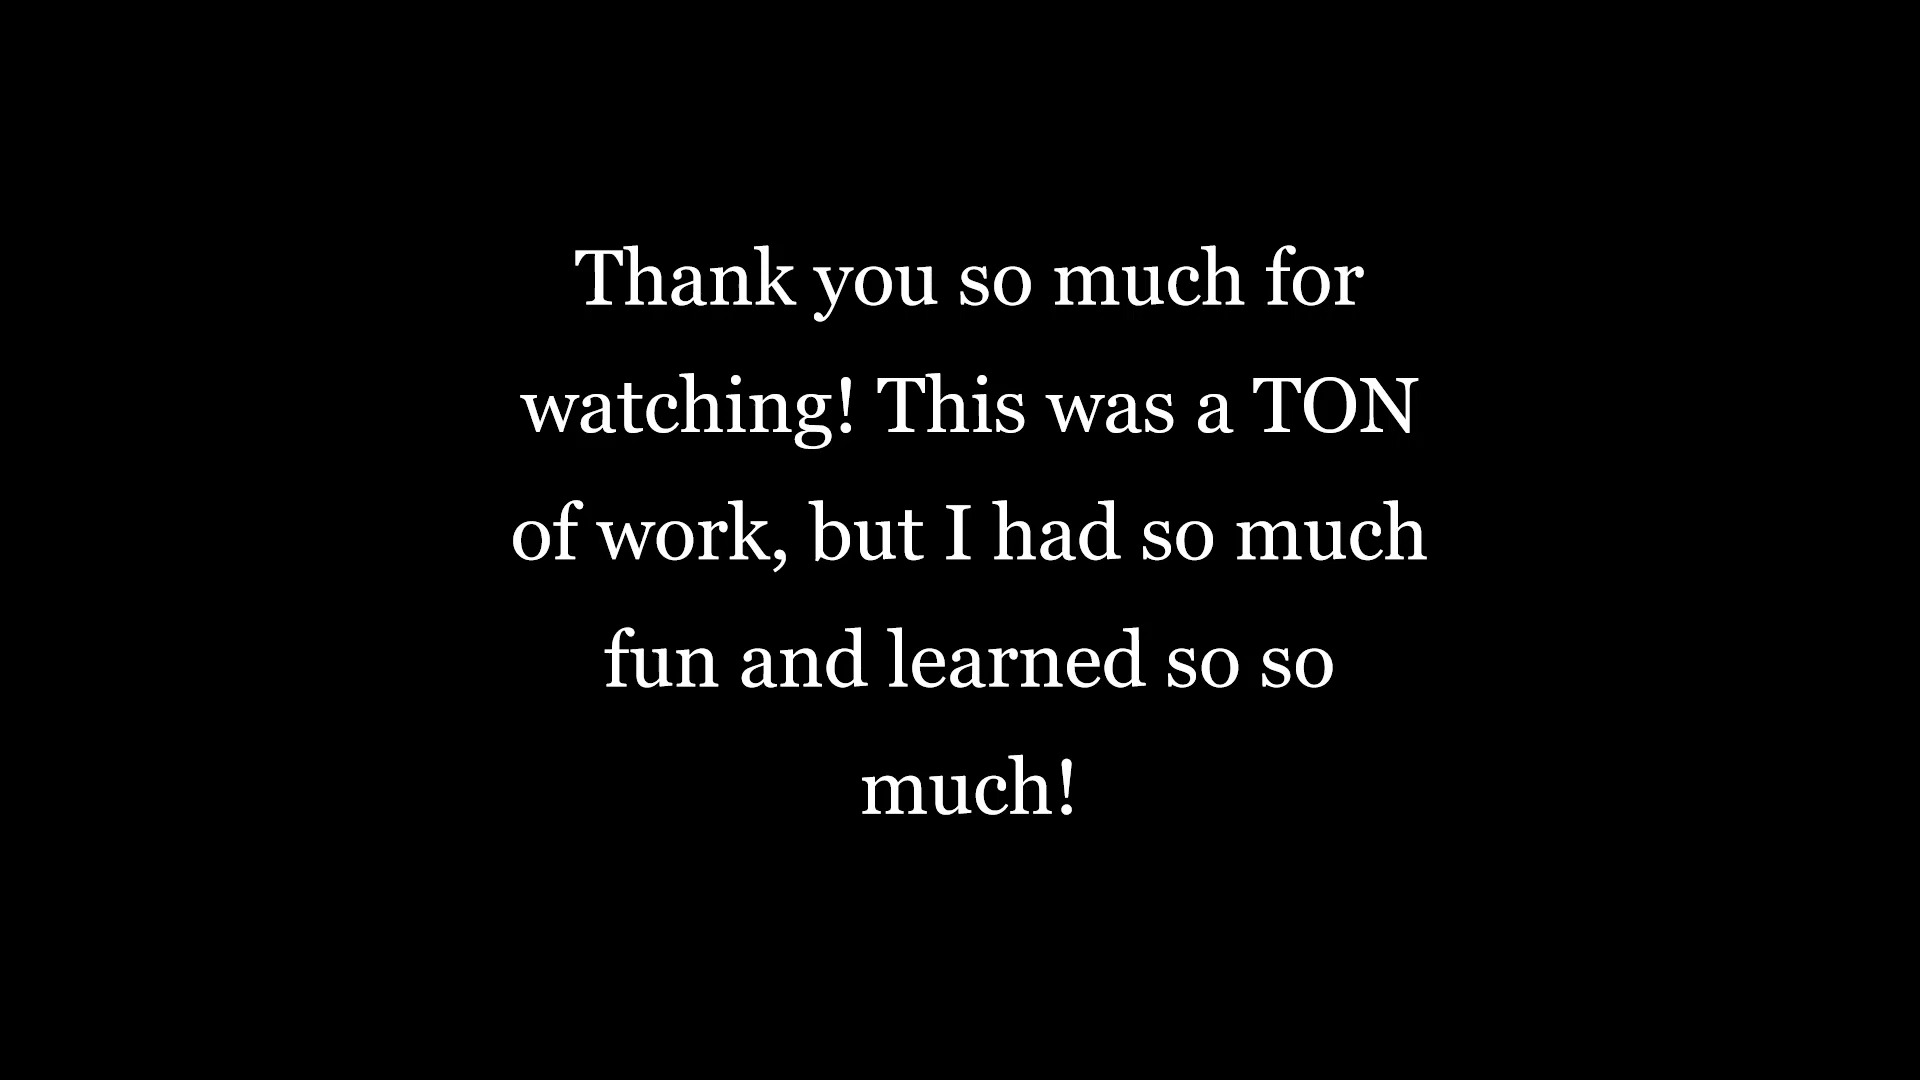 Thank you so much for
watching! This was a TON
of work, but I had so much
fun and learned so so
much!